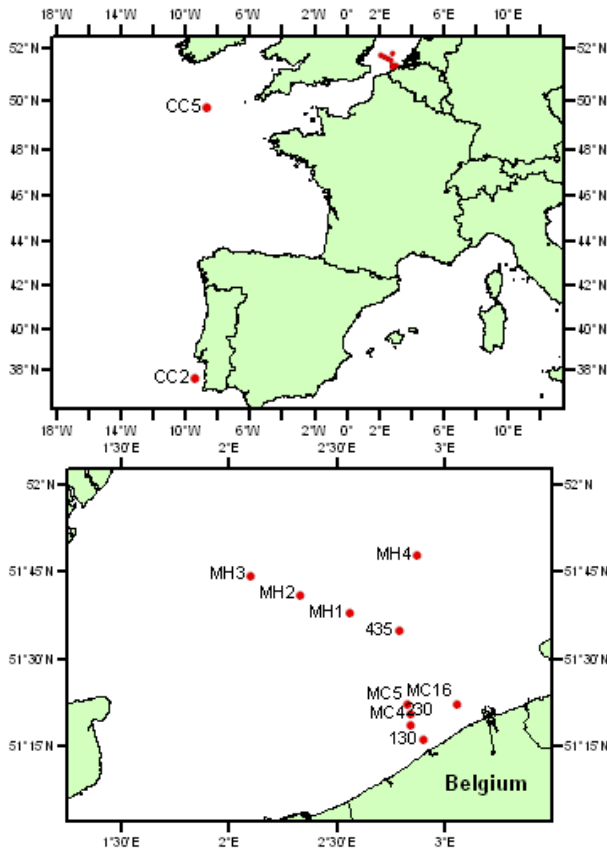 18°W 14°W 10°W 6°W 2°W 0° 2°E 6°E 10°E
52°N 52°N
50°N CC5 50°N
48°N 48°N
46°N 46°N
44°N 44°N
42°N 42°N
40°N 40°N
38°N CC2 38°N
18°W 14°W 10°W 6°W 2°W 0° 2°E 6°E 10°E
1°30'E 2°E 2°30'E 3°E
52°N 52°N
51°45'N MH3 MH2 MH1 MH4 51°45'N
435
51°30'N 51°30'N
MC5 MC16
MC4 230
51°15'N 130 51°15'N
Belgium
1°30'E 2°E 2°30'E 3°E